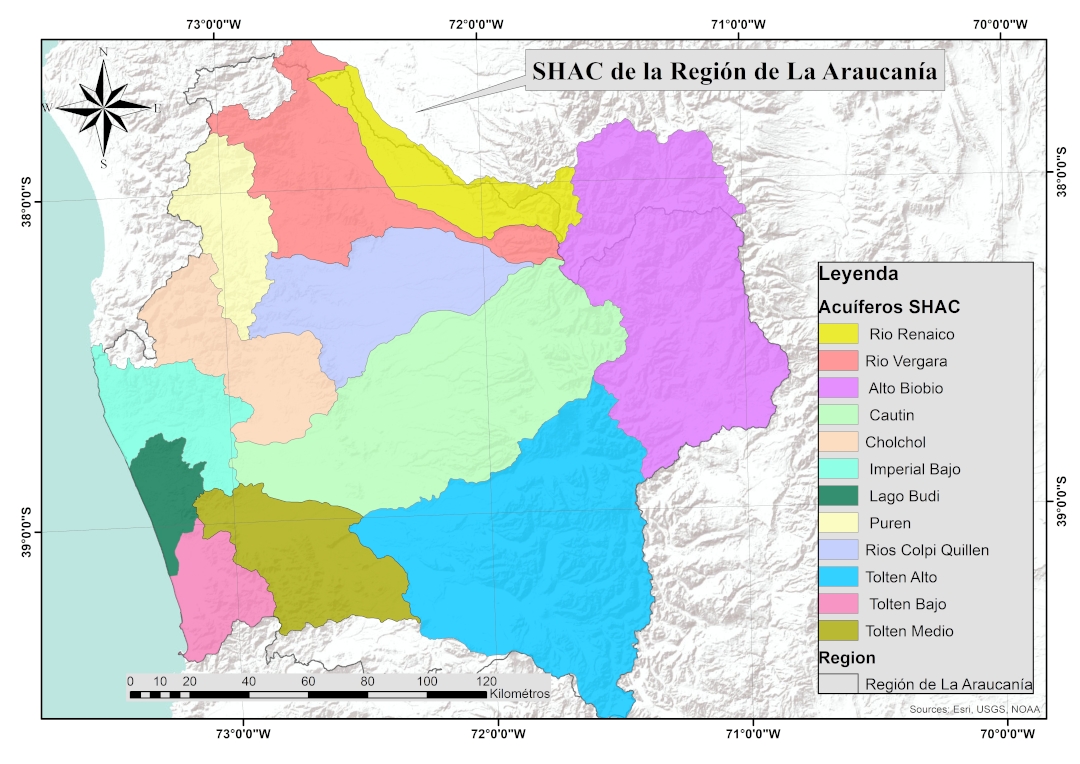 73°0'0"W 72°0'0"W 71°0'0"W 70°0'0"W
N
W E
S
SHAC de la Región de La Araucanía
38°0'0"S
38°0'0"S
39°0'0"S
39°0'0"S
Leyenda
Acuíferos SHAC
Rio Renaico
Rio Vergara
Alto Biobio
Cautin
Cholchol
Imperial Bajo
Lago Budi
Puren
Rios Colpi Quillen
Tolten Alto
Tolten Bajo
Tolten Medio
Region
Región de La Araucanía
0 10 20 40 60 80 100 120
Kilométros
Sources: Esri, USGS, NOAA
73°0'0"W 72°0'0"W 71°0'0"W 70°0'0"W